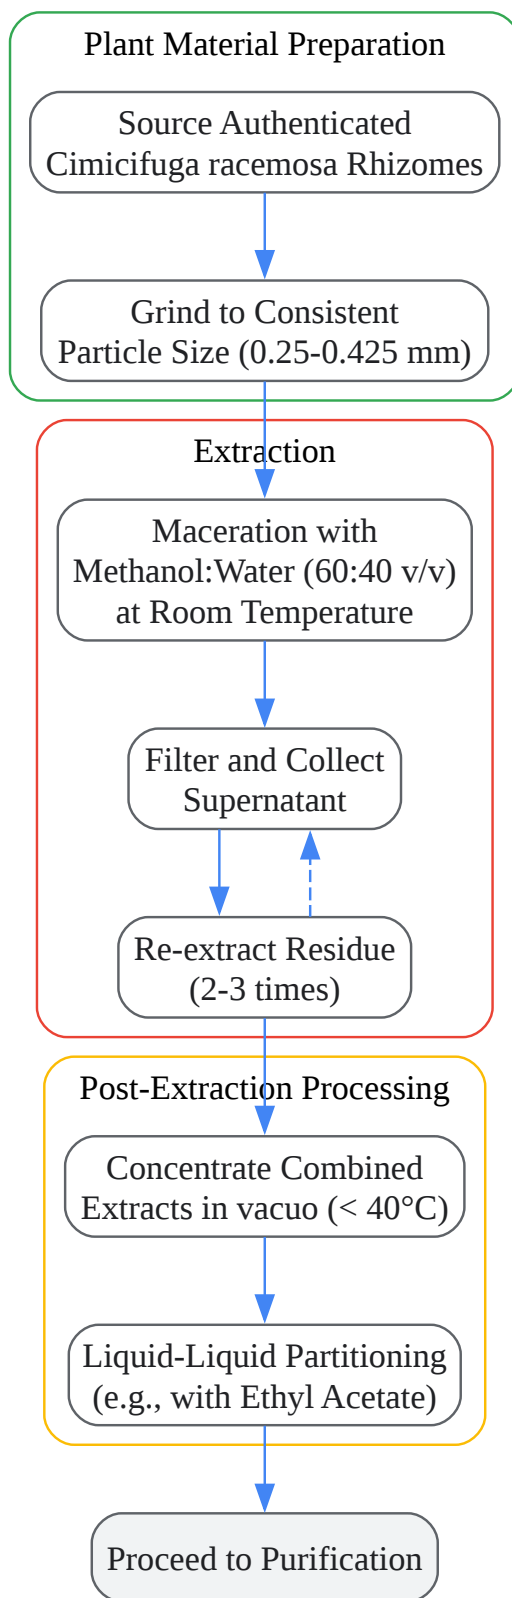 Plant Material Preparation
Source Authenticated
Cimicifuga racemosa Rhizomes
Grind to Consistent
Particle Size (0.25-0.425 mm)
Extraction
Maceration with
Methanol:Water (60:40 v/v)
at Room Temperature
Filter and Collect
Supernatant
Re-extract Residue
(2-3 times)
Post-Extraction Processing
Concentrate Combined
Extracts in vacuo (< 40°C)
Liquid-Liquid Partitioning
(e.g., with Ethyl Acetate)
Proceed to Purification